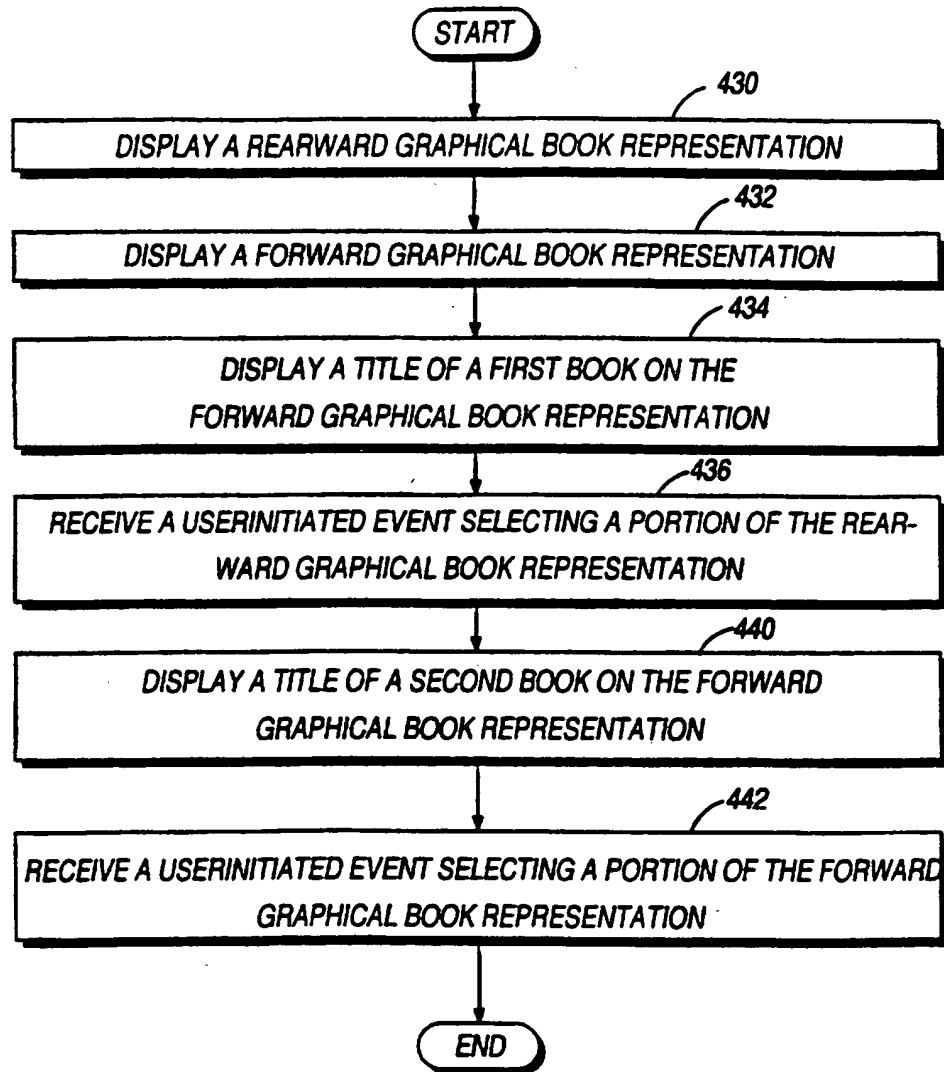 START
430
DISPLAY A REARWARD GRAPHICAL BOOK REPRESENTATION
432
DISPLAY A FORWARD GRAPHICAL BOOK REPRESENTATION
434
DISPLAY A TITLE OF A FIRST BOOK ON THE
FORWARD GRAPHICAL BOOK REPRESENTATION
436
RECEIVE A USERINITIATED EVENT SELECTING A PORTION OF THE REAR-
WARD GRAPHICAL BOOK REPRESENTATION
440
DISPLAY A TITLE OF A SECOND BOOK ON THE FORWARD
GRAPHICAL BOOK REPRESENTATION
442
RECEIVE A USERINITIATED EVENT SELECTING A PORTION OF THE FORWARD
GRAPHICAL BOOK REPRESENTATION
END